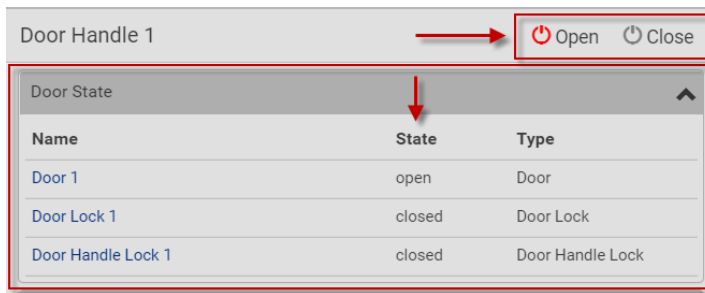 Door Handle 1 Open Close
Door State
Name State Type
Door 1 open Door
Door Lock 1 closed Door Lock
Door Handle Lock 1 closed Door Handle Lock